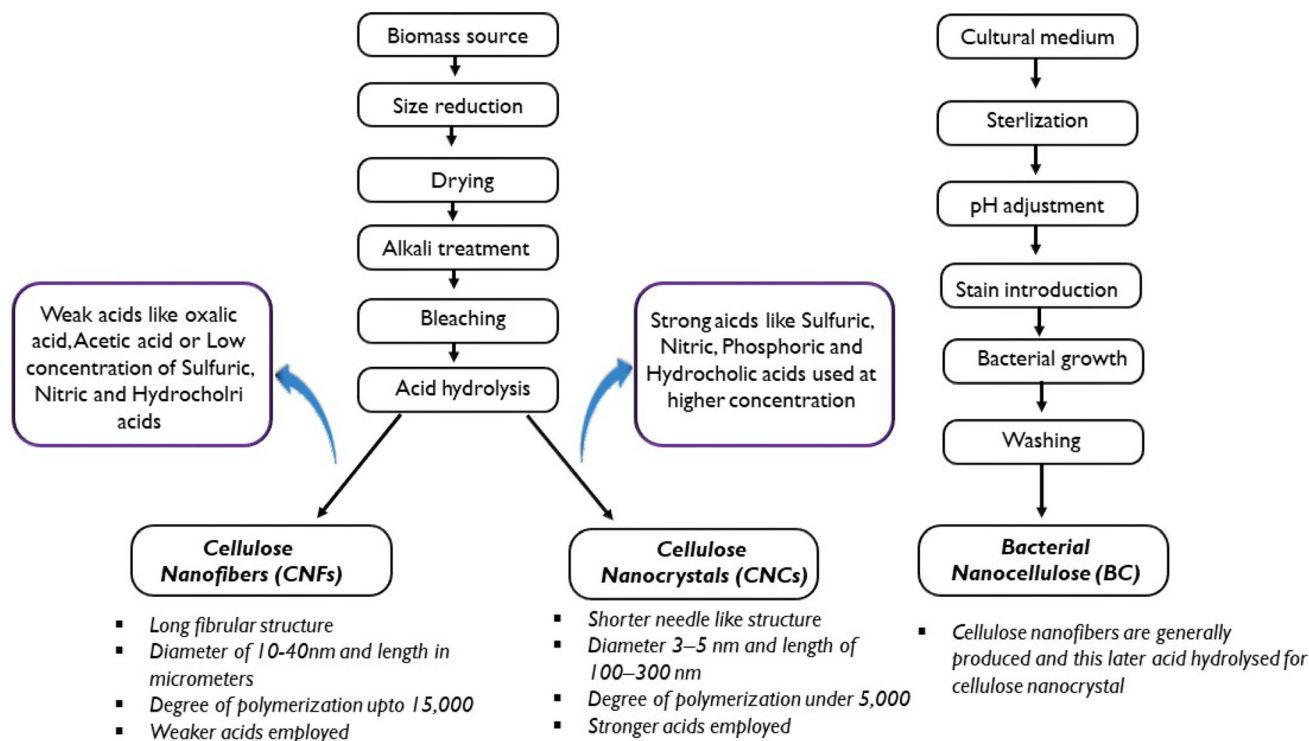 Biomass source
Size reduction
Drying
Alkali treatment
Bleaching
Acid hydrolysis
Weak acids like oxalic
acid, Acetic acid or Low
concentration of Sulfuric,
Nitric and Hydrocholri
acids
Strong aicds like Sulfuric,
Nitric, Phosphoric and
Hydrocholic acids used at
higher concentration
Cellulose
Nanofibers (CNFs)
▪ Long fibrular structure
▪ Diameter of 10-40nm and length in
micrometers
▪ Degree of polymerization upto 15,000
▪ Weaker acids employed
Cellulose
Nanocrystals (CNCs)
▪ Shorter needle like structure
▪ Diameter 3–5 nm and length of
100–300 nm
▪ Degree of polymerization under 5,000
▪ Stronger acids employed
Cultural medium
Sterlization
pH adjustment
Stain introduction
Bacterial growth
Washing
Bacterial
Nanocellulose (BC)
▪ Cellulose nanofibers are generally
produced and this later acid hydrolysed for
cellulose nanocrystal